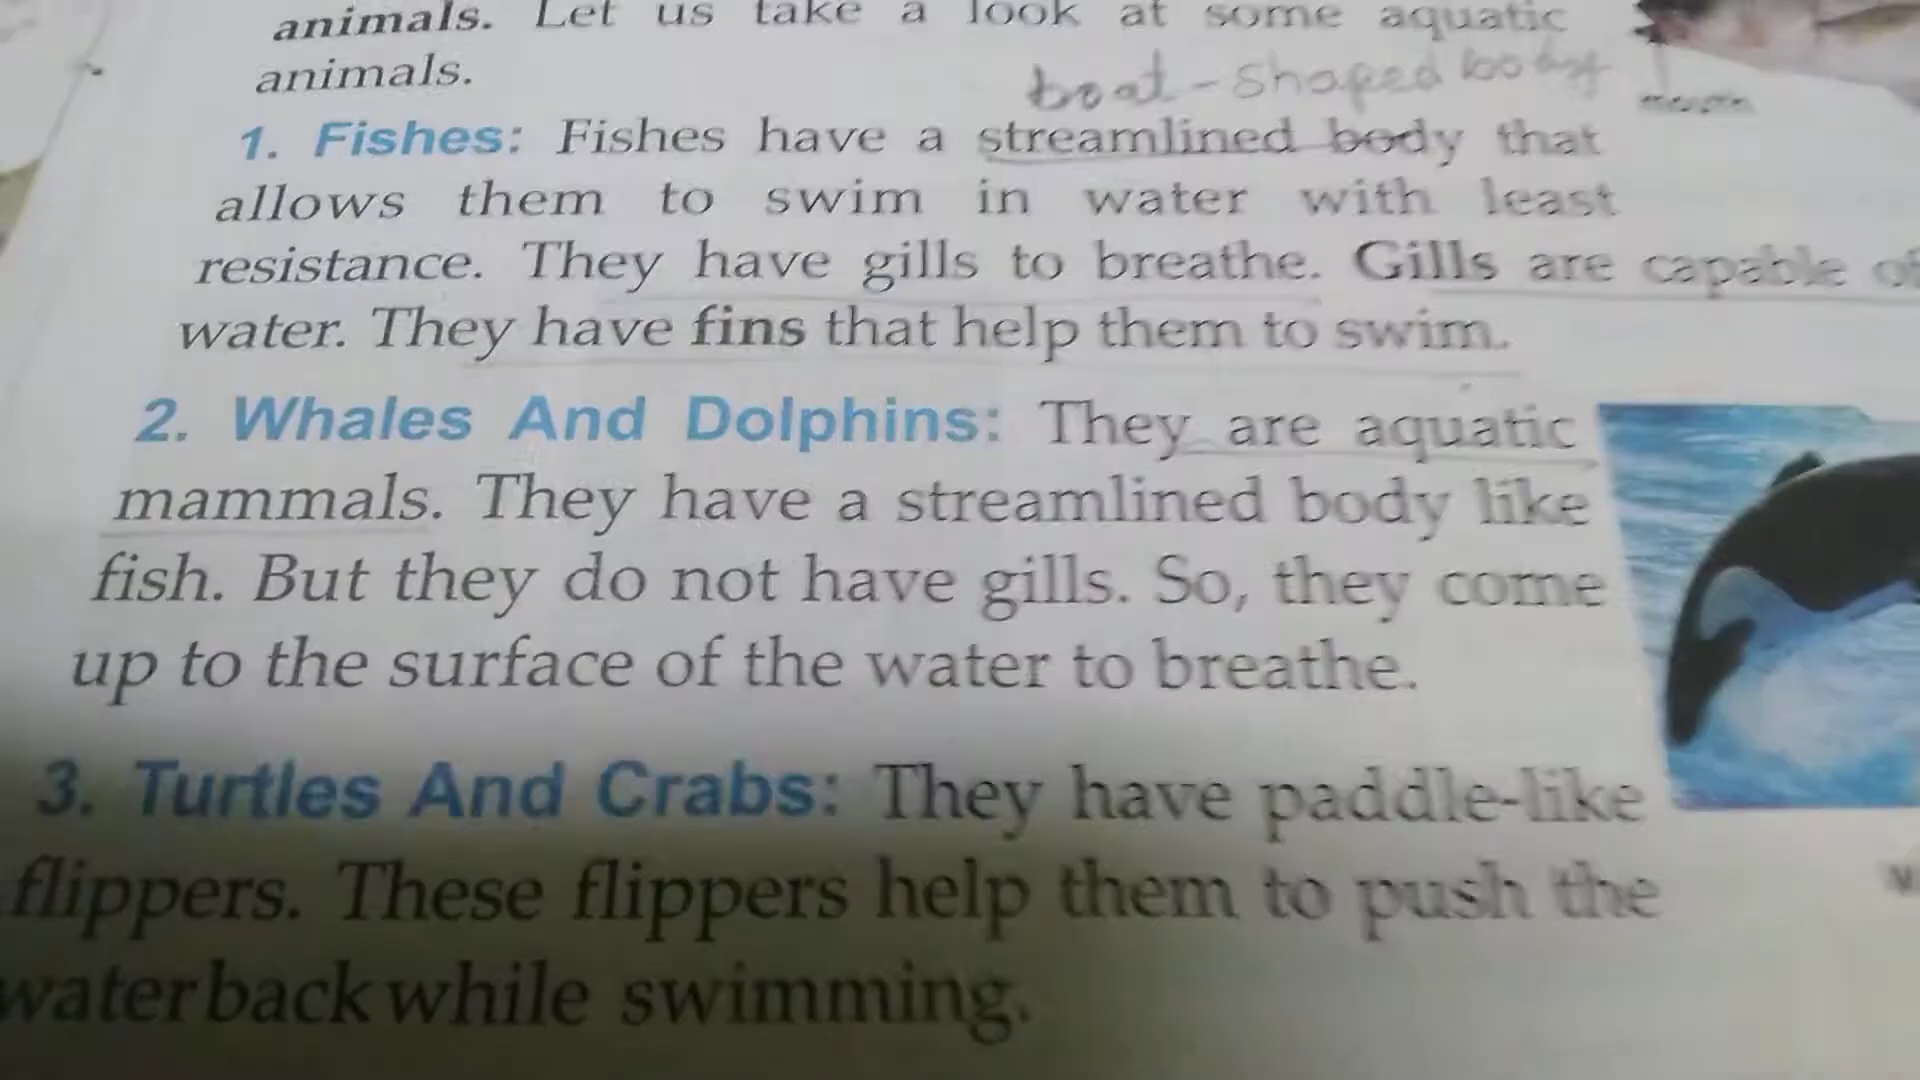 animals. Let us take a look at some aquatic
animals.
boat-shaped body
1. Fishes: Fishes have a streamlined body that
allows them to swim in water with least
resistance. They have gills to breathe. Gills are capable of
water. They have fins that help them to swim.
2. Whales And Dolphins: They are aquatic
mammals. They have a streamlined body like
fish. But they do not have gills. So, they come
up to the surface of the water to breathe.
3. Turtles And Crabs: They have paddle-like
flippers. These flippers help them to push the
water back while swimming.